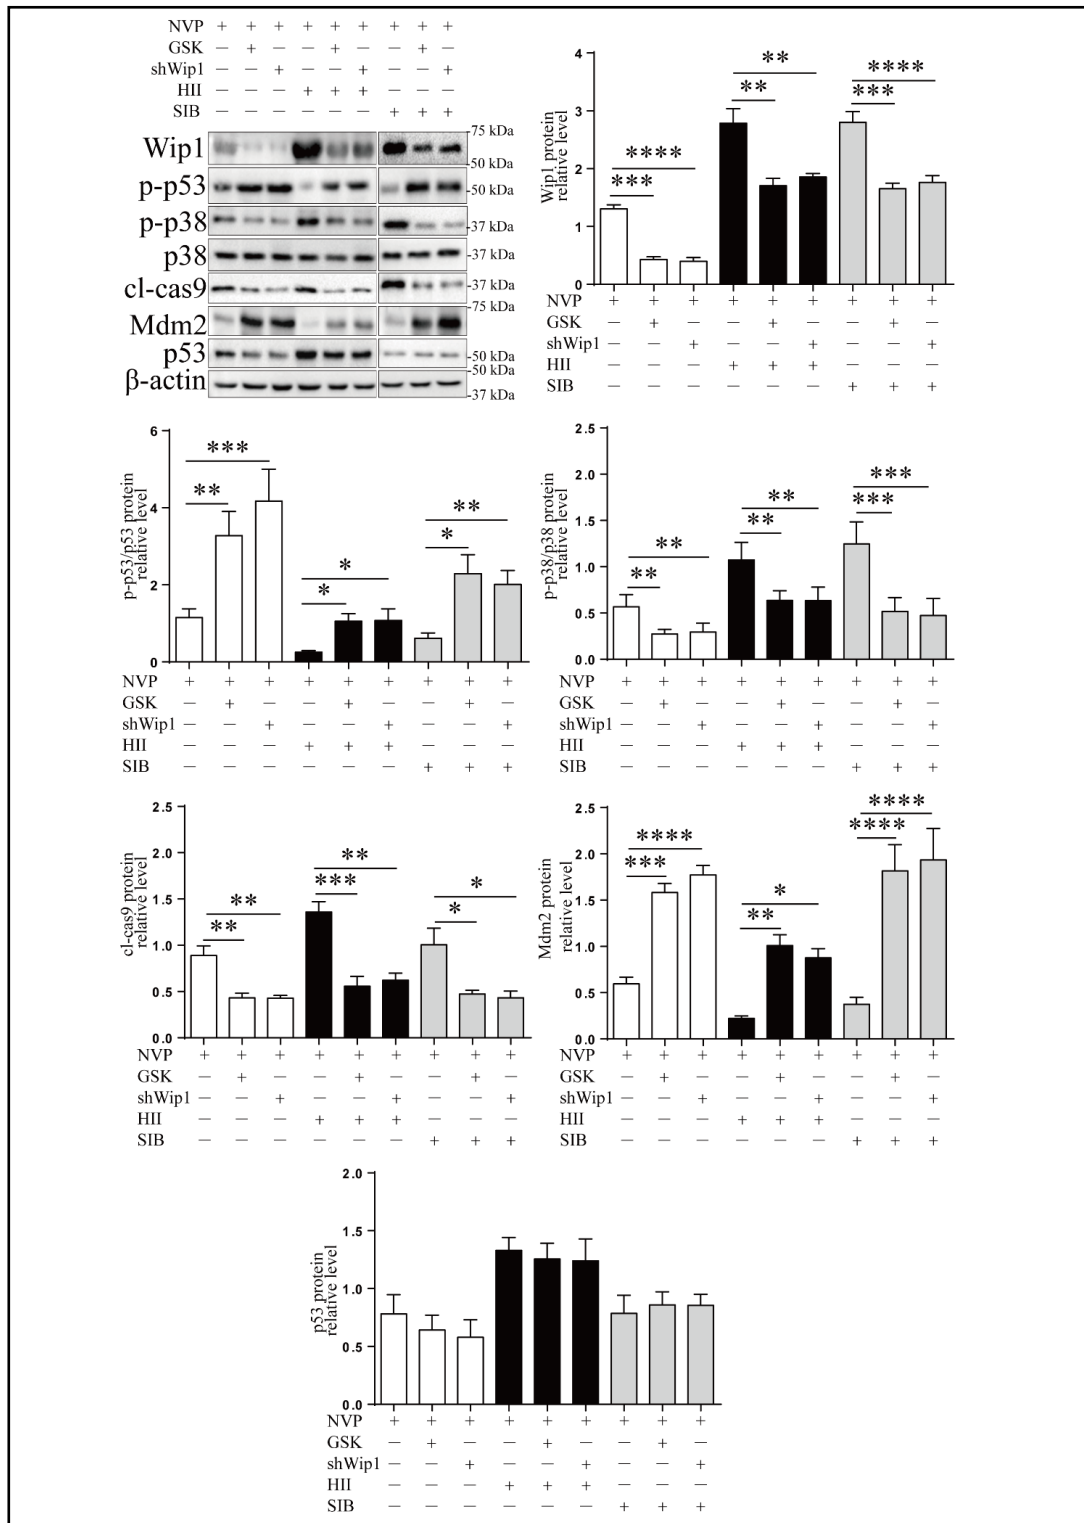 NVP + + + + + + + + +
GSK — + — — + — — + —
shWip1 — — + — — + — — +
HII — — — + + + — — —
SIB — — — — — — + + +
Wip1
-75 kDa
-50 kDa
p-p53
-50 kDa
p-p38
-37 kDa
p38
-37 kDa
cl-cas9
-37 kDa
Mdm2
-75 kDa
p53
-50 kDa
β-actin
-50 kDa
-37 kDa
Wip1 protein
relative level
4
3
2
1
0
*** ****
** **
*** ****
NVP + + + + + + + + +
GSK — + — — + — — + —
shWip1 — — + — — + — — +
HII — — — + + + — — —
SIB — — — — — — + + +
p-p53/p53 protein
relative level
6
4
2
0
** ***
* *
* **
NVP + + + + + + + + +
GSK — + — — + — — + —
shWip1 — — + — — + — — +
HII — — — + + + — — —
SIB — — — — — — + + +
p-p38/p38 protein
relative level
2.5
2.0
1.5
1.0
0.5
0.0
** **
** **
*** ***
NVP + + + + + + + + +
GSK — + — — + — — + —
shWip1 — — + — — + — — +
HII — — — + + + — — —
SIB — — — — — — + + +
cl-cas9 protein
relative level
2.5
2.0
1.5
1.0
0.5
0.0
** **
*** **
* *
NVP + + + + + + + + +
GSK — + — — + — — + —
shWip1 — — + — — + — — +
HII — — — + + + — — —
SIB — — — — — — + + +
Mdm2 protein
relative level
2.5
2.0
1.5
1.0
0.5
0.0
*** ****
** *
**** ****
NVP + + + + + + + + +
GSK — + — — + — — + —
shWip1 — — + — — + — — +
HII — — — + + + — — —
SIB — — — — — — + + +
p53 protein
relative level
2.0
1.5
1.0
0.5
0.0
NVP + + + + + + + + +
GSK — + — — + — — + —
shWip1 — — + — — + — — +
HII — — — + + + — — —
SIB — — — — — — + + +